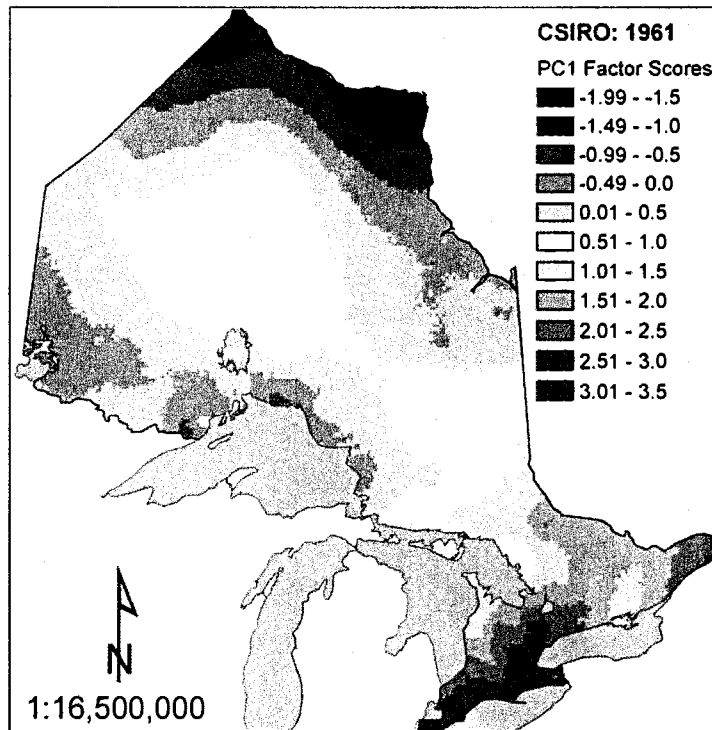 CSIRO: 1961
PC1 Factor Scores
-1.99 - -1.5
-1.49 - -1.0
-0.99 - -0.5
-0.49 - 0.0
0.01 - 0.5
0.51 - 1.0
1.01 - 1.5
1.51 - 2.0
2.01 - 2.5
2.51 - 3.0
3.01 - 3.5
N
1:16,500,000